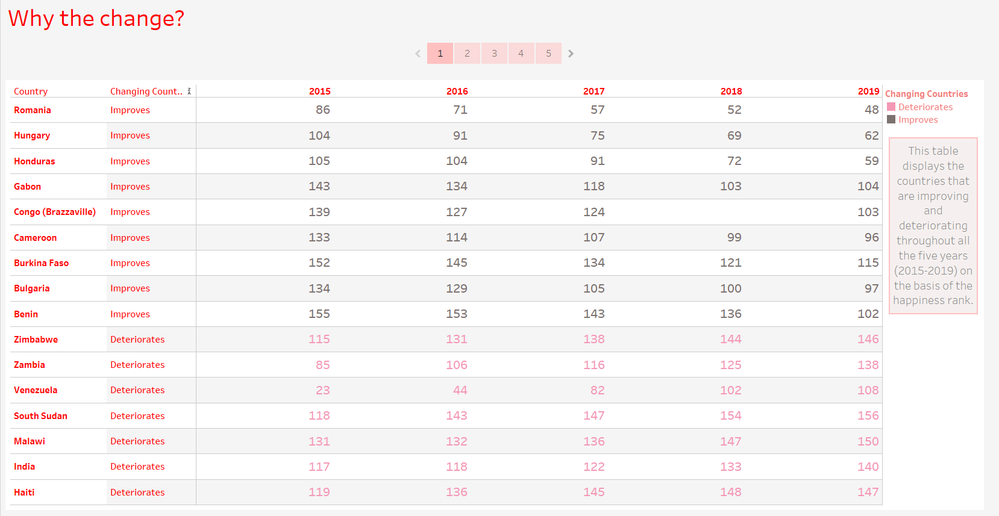 Why the change?
1 2 3 4 5
Country Changing Count.. 2015 2016 2017 2018 2019
Romania Improves 86 71 57 52 48
Hungary Improves 104 91 75 69 62
Honduras Improves 105 104 91 72 59
Gabon Improves 143 134 118 103 104
Congo (Brazzaville) Improves 139 127 124 103
Cameroon Improves 133 114 107 99 96
Burkina Faso Improves 152 145 134 121 115
Bulgaria Improves 134 129 105 100 97
Benin Improves 155 153 143 136 102
Zimbabwe Deteriorates 115 131 138 144 146
Zambia Deteriorates 85 106 116 125 138
Venezuela Deteriorates 23 44 82 102 108
South Sudan Deteriorates 118 143 147 154 156
Malawi Deteriorates 131 132 136 147 150
India Deteriorates 117 118 122 133 140
Haiti Deteriorates 119 136 145 148 147
Changing Countries
Deteriorates
Improves
This table
displays the
countries that
are improving
and
deteriorating
throughout all
the five years
(2015-2019) on
the basis of the
happiness rank.